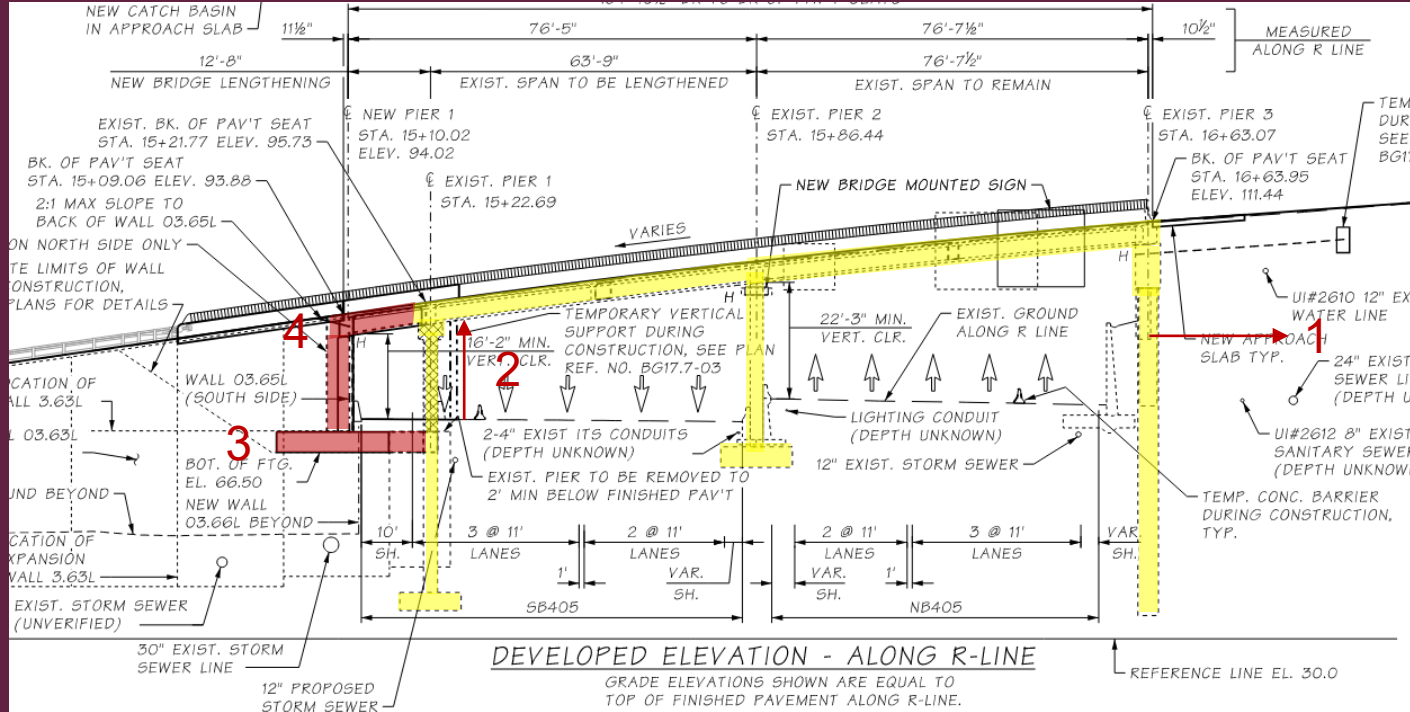 NEW CATCH BASIN
IN APPROACH SLAB
11½"
76'-5"
76'-7½"
10½"
MEASURED
ALONG R LINE
12'-8"
NEW BRIDGE LENGTHENING
63'-9"
EXIST. SPAN TO BE LENGTHENED
76'-7½"
EXIST. SPAN TO REMAIN
℄ NEW PIER 1
STA. 15+10.02
ELEV. 94.02
℄ EXIST. PIER 2
STA. 15+86.44
℄ EXIST. PIER 3
STA. 16+63.07
EXIST. BK. OF PAV'T SEAT
STA. 15+21.77 ELEV. 95.73
BK. OF PAV'T SEAT
STA. 15+09.06 ELEV. 93.88
℄ EXIST. PIER 1
STA. 15+22.69
BK. OF PAV'T SEAT
STA. 16+63.95
ELEV. 111.44
SEE
2:1 MAX SLOPE TO
BACK OF WALL 03.65L
NEW BRIDGE MOUNTED SIGN
ON NORTH SIDE ONLY
VARIES
LIMITS OF WALL
PLANS FOR DETAILS
H
H
H
UI#2610 12"
WATER LINE
4
16'-2" MIN.
VERT. CLR.
TEMPORARY VERTICAL
SUPPORT DURING
CONSTRUCTION, SEE PLAN
REF. NO. BG17.7-03
22'-3" MIN.
VERT. CLR.
EXIST. GROUND
ALONG R LINE
1
NEW APPROACH
SLAB TYP.
2
WALL 03.65L
(SOUTH SIDE)
24" EXIST
SEWER
(DEPTH
3
BOT. OF FTG.
EL. 66.50
2-4" EXIST ITS CONDUITS
(DEPTH UNKNOWN)
LIGHTING CONDUIT
(DEPTH UNKNOWN)
12" EXIST. STORM SEWER
UI#2612 8" EXIST
SANITARY SEWER
(DEPTH UNKNOWN
EXIST. PIER TO BE REMOVED TO
2' MIN BELOW FINISHED PAV'T
NEW WALL
03.66L BEYOND
BEYOND
TEMP. CONC. BARRIER
DURING CONSTRUCTION,
TYP.
OF
WALL 3.63L
10'
SH.
3 @ 11'
LANES
2 @ 11'
LANES
2 @ 11'
LANES
3 @ 11'
LANES
VAR.
SH.
1'
VAR.
SH.
VAR.
SH.
1'
EXIST. STORM SEWER
(UNVERIFIED)
SB405
NB405
30" EXIST. STORM
SEWER LINE
12" PROPOSED
STORM SEWER
DEVELOPED ELEVATION - ALONG R-LINE
GRADE ELEVATIONS SHOWN ARE EQUAL TO
TOP OF FINISHED PAVEMENT ALONG R-LINE.
REFERENCE LINE EL. 30.0